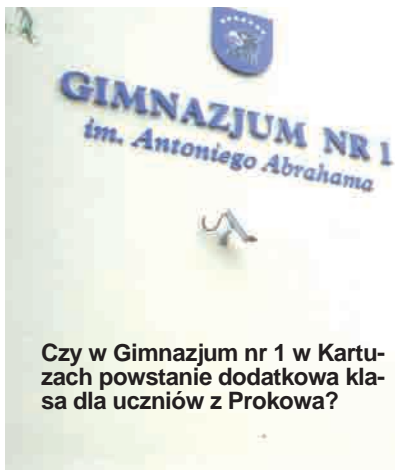 GIMNAZJUM NR 1
im. Antoniego Abrahama
Czy w Gimnazjum nr 1 w Kartu-
zach powstanie dodatkowa kla-
sa dla uczniów z Prokowa?